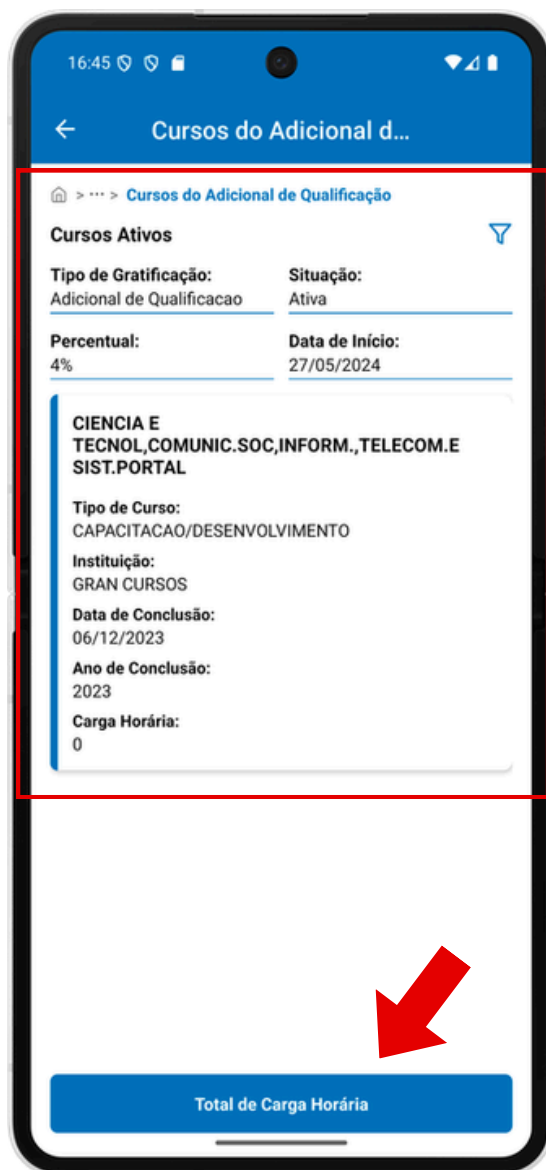 16:45
Cursos do Adicional d...
> ... > Cursos do Adicional de Qualificação
Cursos Ativos
Tipo de Gratificação: Situação:
Adicional de Qualificacao Ativa
Percentual: Data de Início:
4% 27/05/2024
CIENCIA E
TECNOL,COMUNIC.SOC,INFORM.,TELECOM.E
SIST.PORTAL
Tipo de Curso:
CAPACITACAO/DESENVOLVIMENTO
Instituição:
GRAN CURSOS
Data de Conclusão:
06/12/2023
Ano de Conclusão:
2023
Carga Horária:
0
Total de Carga Horária